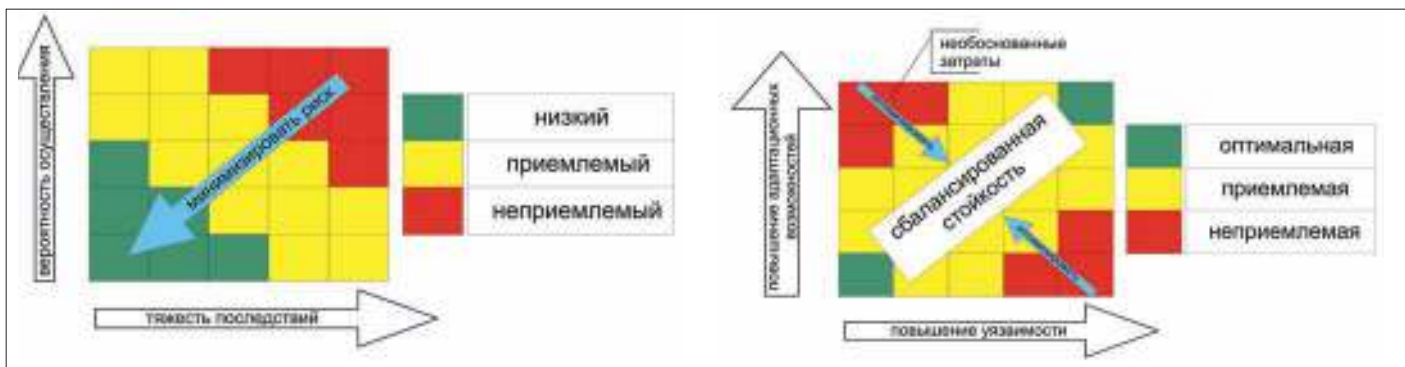 вероятность осуществления
минимизировать риск
низкий
приемлемый
неприемлемый
тяжесть последствий
необоснованные
затраты
повышение адаптационных
возможностей
сбалансированная
стойкость
оптимальная
приемлемая
неприемлемая
повышение уязвимости